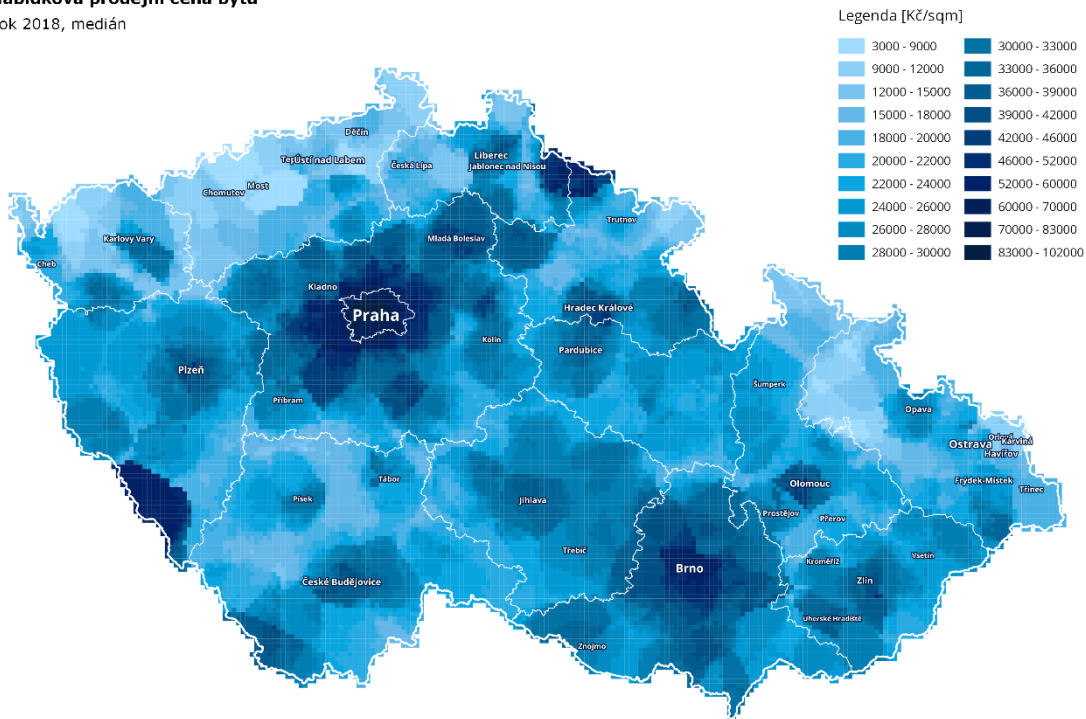 ok 2018, medián
Legenda [Kč/sqm]
3000 - 9000
9000 - 12000
12000 - 15000
15000 - 18000
18000 - 20000
20000 - 22000
22000 - 24000
24000 - 26000
26000 - 28000
28000 - 30000
30000 - 33000
33000 - 36000
36000 - 39000
39000 - 42000
42000 - 46000
46000 - 52000
52000 - 60000
60000 - 70000
70000 - 83000
83000 - 102000
Děčín
Ústí nad Labem
Česká Lípa
Liberec
Jablonec nad Nisou
Most
Chomutov
Trutnov
Karlovy Vary
Mladá Boleslav
Cheb
Kladno
Hradec Králové
Praha
Kolín
Pardubice
Plzeň
Šumperk
Příbram
Opava
Ostrava
Karviná
Havířov
Tábor
Frýdek-Místek
Olomouc
Třinec
Písek
Jihlava
Prostějov
Přerov
Třebíč
Vsetín
Kroměříž
Brno
České Budějovice
Zlín
Uherské Hradiště
Znojmo